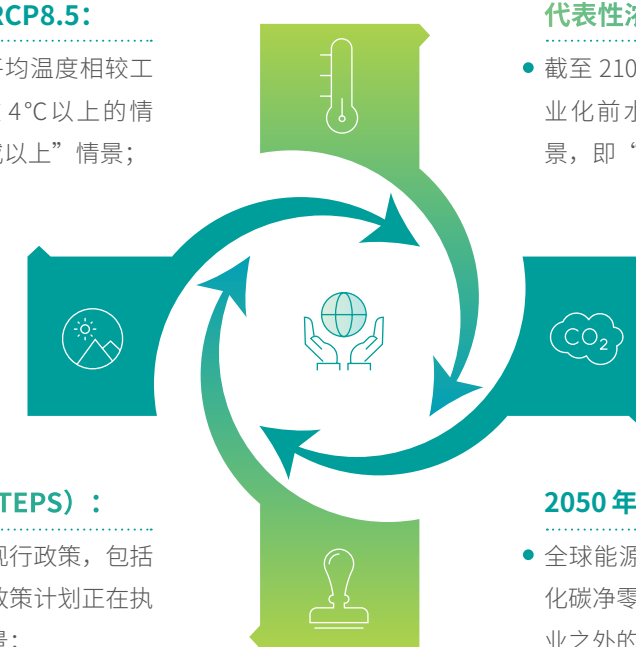 RCP8.5：
平均温度相较工
4℃以上的情
或以上”情景；
代表性浓
截至 210
业化前水
景，即“
CO2
TEPS）：
现行政策，包括
政策计划正在执
景；
2050 年
全球能源
化碳净零
业之外的